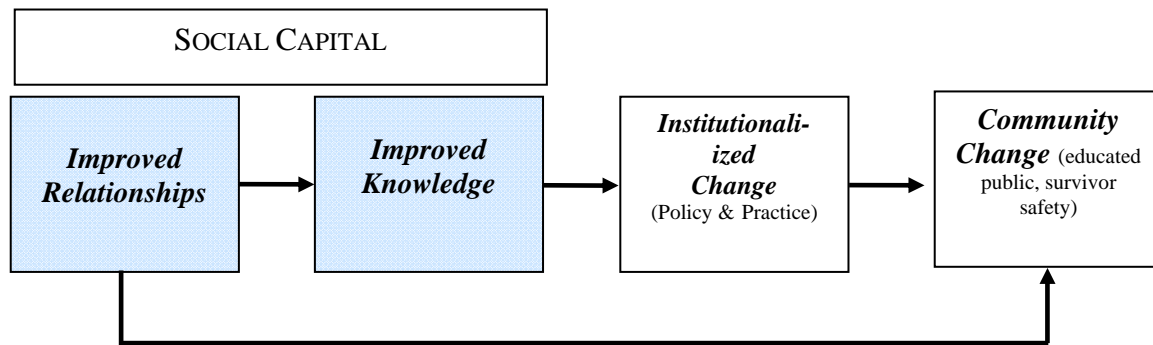 SOCIAL CAPITAL
Improved
Relationships
Improved
Knowledge
Institutionali-
ized
Change
(Policy & Practice)
Community
Change (educated
public, survivor
safety)